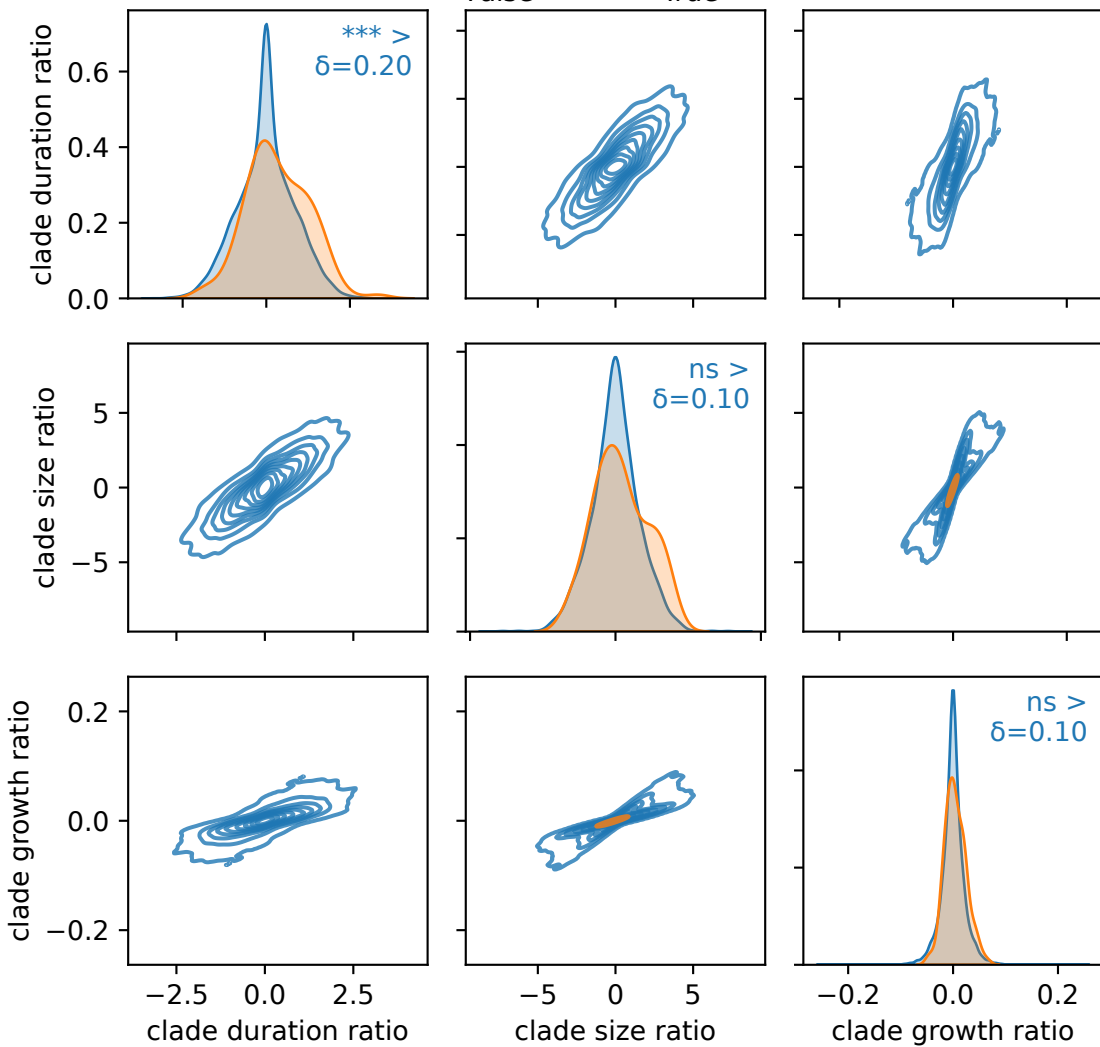 True
clade duration ratio
0.6
0.4
0.2
0.0
*** >
δ=0.20
clade size ratio
5
0
−5
ns >
δ=0.10
clade growth ratio
0.2
0.0
−0.2
ns >
δ=0.10
−2.5 0.0 2.5
−5 0 5
−0.2 0.0 0.2
clade duration ratio
clade size ratio
clade growth ratio